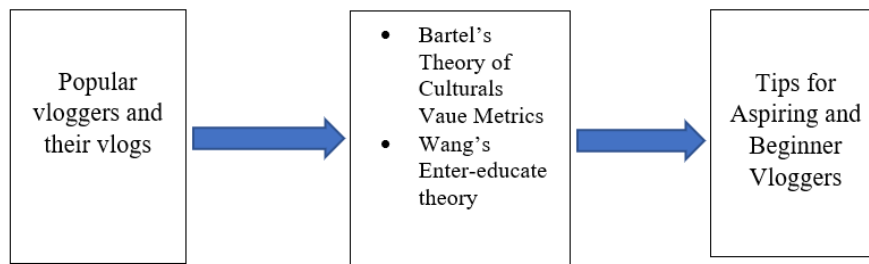 Popular
vloggers and
their vlogs
• Bartel’s
Theory of
Culturals
Vaue Metrics
• Wang’s
Enter-educate
theory
Tips for
Aspiring and
Beginner
Vloggers